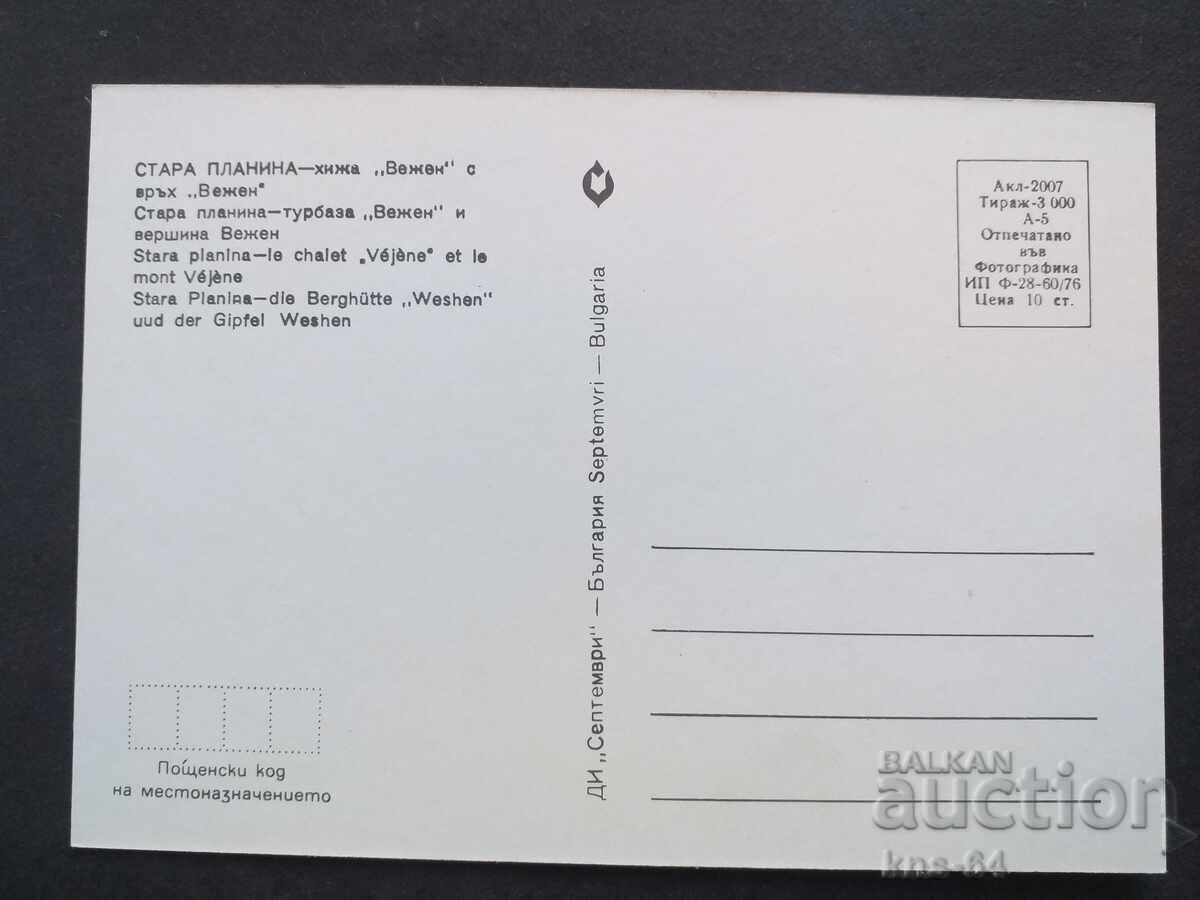 СТАРА ПЛАНИНА—хижа „Вежен" с
връх „Вежен"
Стара планина—турбаза „Вежен" и
вершина Вежен
Stara planina—le chalet „Véjène" et le
mont Véjène
Stara Planina—die Berghütte „Weshen"
uud der Gipfel Weshen
Пощенски код
на местоназначението
ДИ „Септември" — България Septemvri — Bulgaria
Акл-2007
Тираж-3 000
А-5
Отпечатано
във
Фотографика
ИП Ф-28-60/76
Цена 10 ст.
BALKAN
auction
kns-64